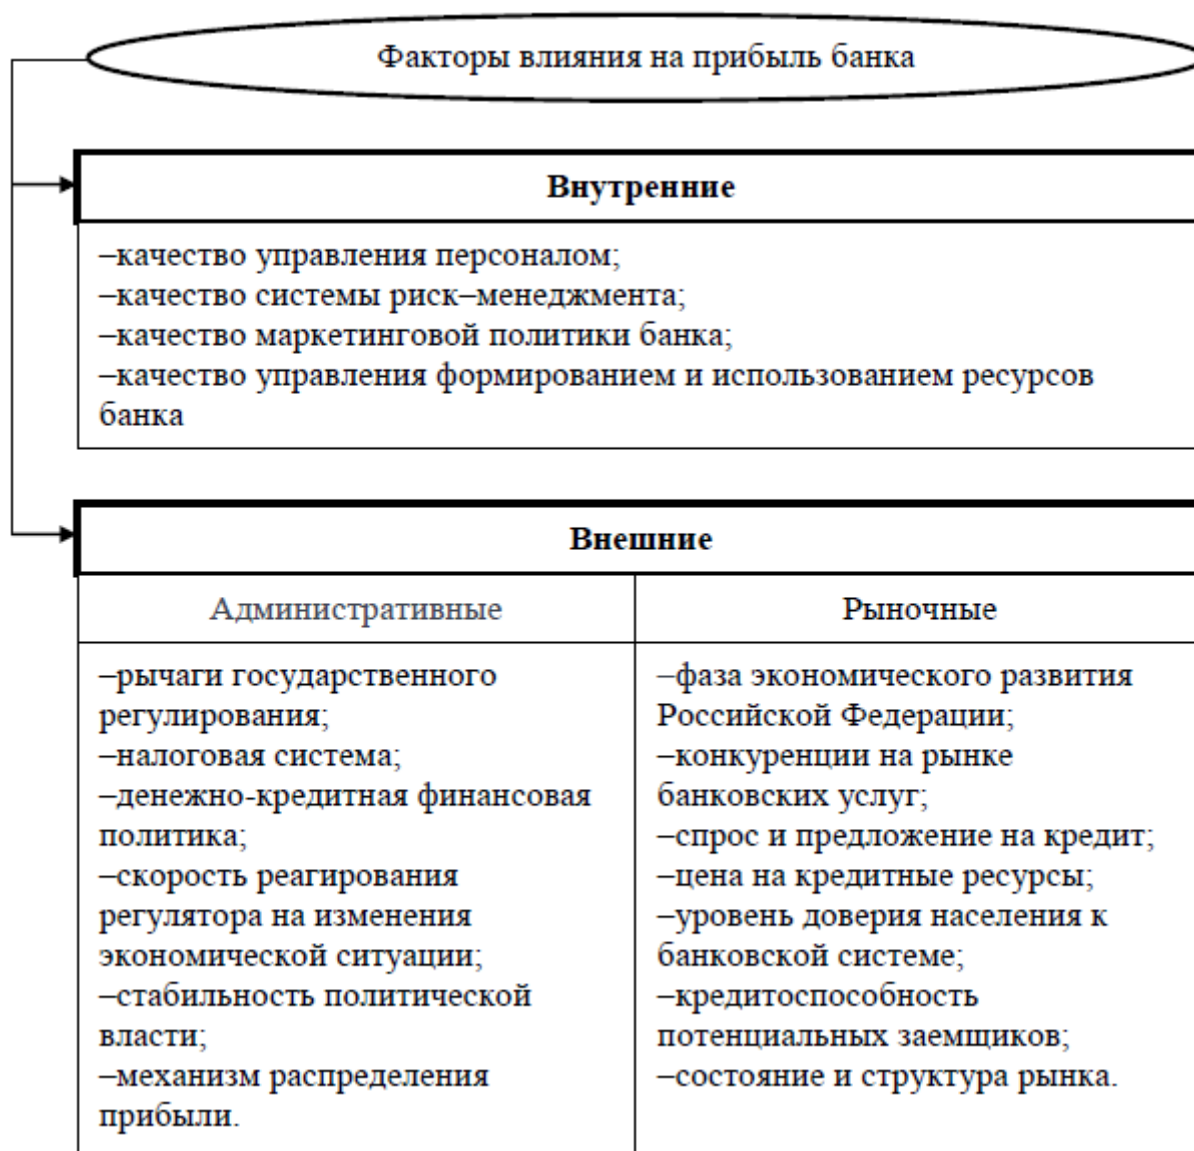 Факторы влияния на прибыль банка
Внутренние
–качество управления персоналом;
–качество системы риск–менеджмента;
–качество маркетинговой политики банка;
–качество управления формированием и использованием ресурсов
банка
Внешние
Административные
–рычаги государственного
регулирования;
–налоговая система;
–денежно-кредитная финансовая
политика;
–скорость реагирования
регулятора на изменения
экономической ситуации;
–стабильность политической
власти;
–механизм распределения
прибыли.
Рыночные
–фаза экономического развития
Российской Федерации;
–конкуренции на рынке
банковских услуг;
–спрос и предложение на кредит;
–цена на кредитные ресурсы;
–уровень доверия населения к
банковской системе;
–кредитоспособность
потенциальных заемщиков;
–состояние и структура рынка.